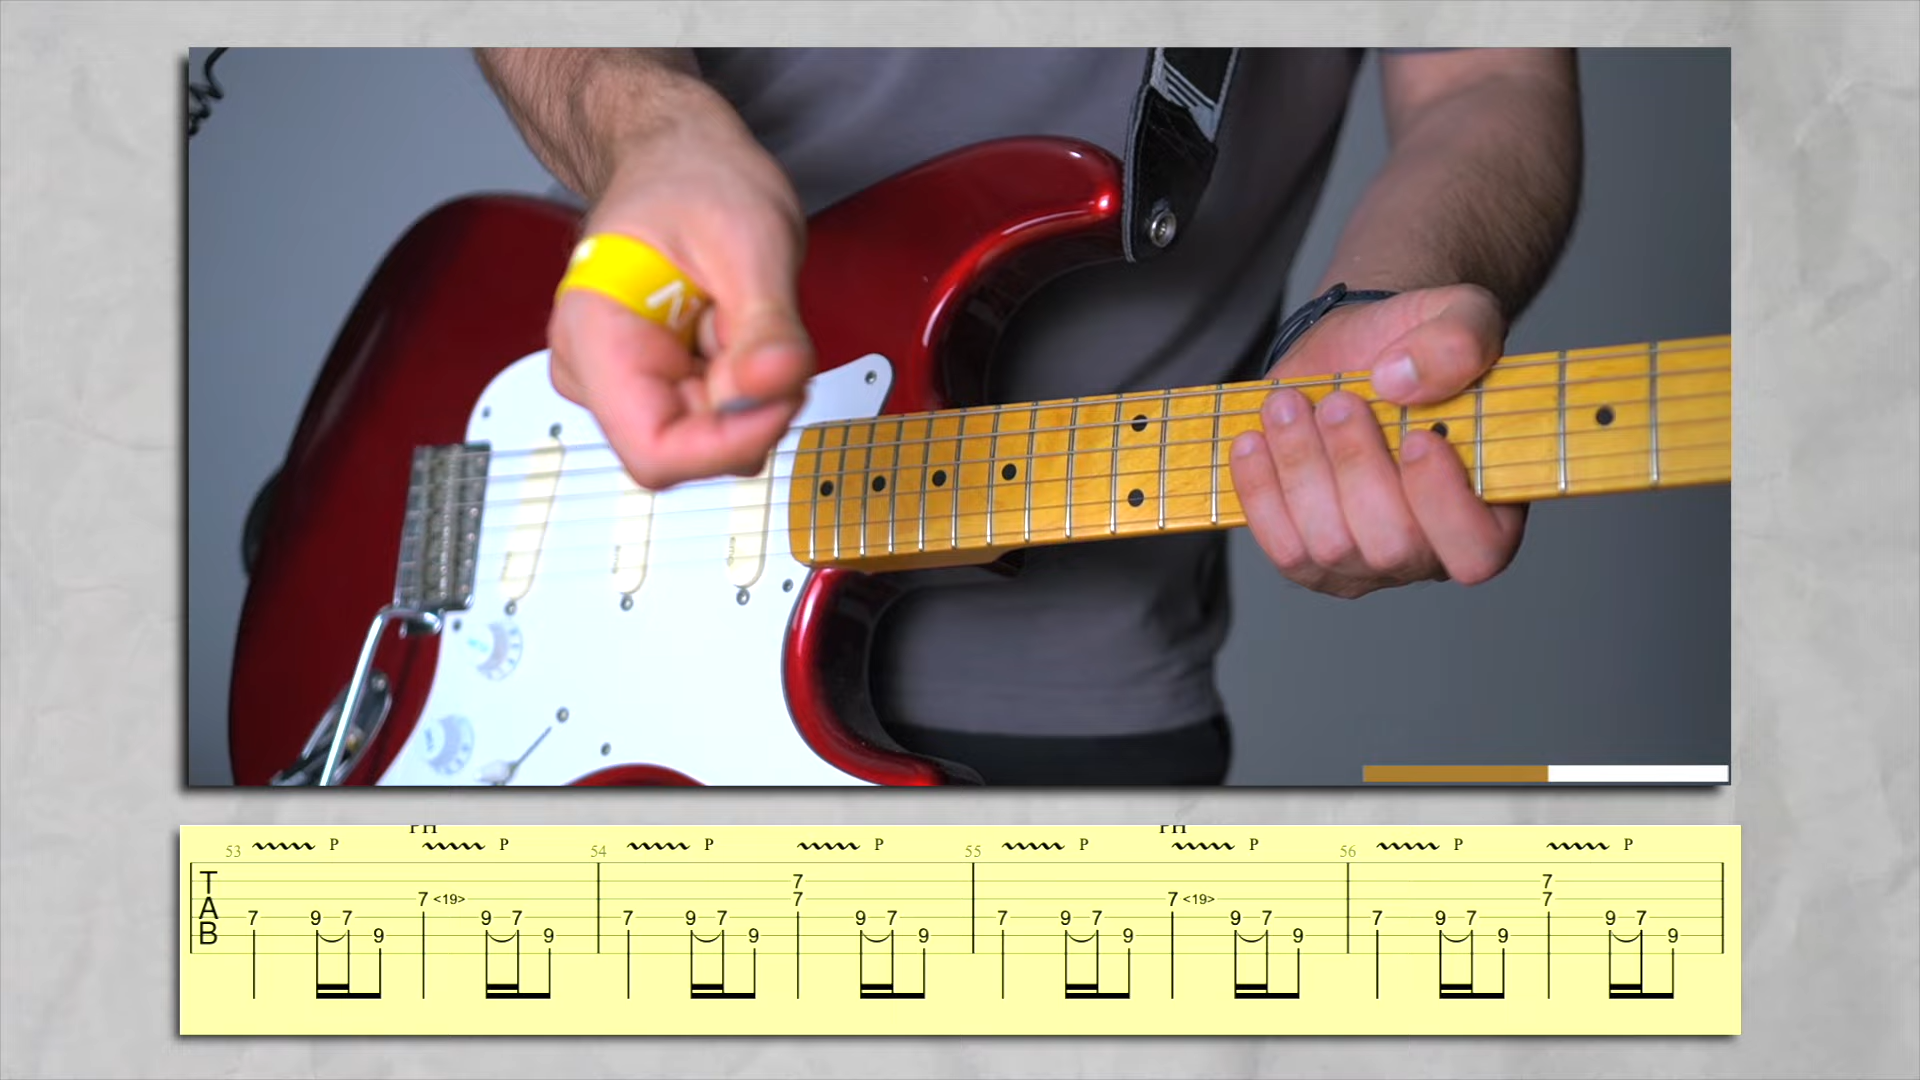 PH PH
53 P P 54 P P 55 P P 56 P P
T 7 7
A 7 <19> 7 7 <19> 7
B 7 9 7 9 7 7 9 7 9 7 7 9 7 9 7 7 9 7 9 7
9 9 9 9 9 9 9 9